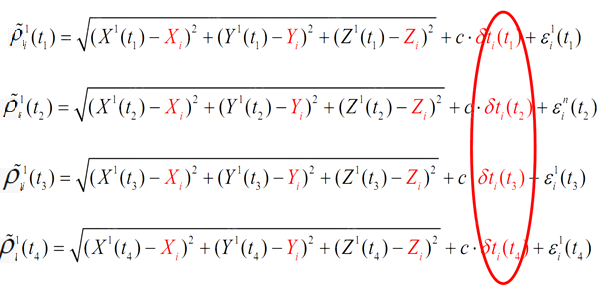 ρ̃ᵢ¹(t₁) = √(X¹(t₁) − Xᵢ)² + (Y¹(t₁) − Yᵢ)² + (Z¹(t₁) − Zᵢ)² + c · δtᵢ(t₁) + εᵢ¹(t₁)
ρ̃ᵢ¹(t₂) = √(X¹(t₂) − Xᵢ)² + (Y¹(t₂) − Yᵢ)² + (Z¹(t₂) − Zᵢ)² + c · δtᵢ(t₂) + εᵢⁿ(t₂)
ρ̃ᵢ¹(t₃) = √(X¹(t₃) − Xᵢ)² + (Y¹(t₃) − Yᵢ)² + (Z¹(t₃) − Zᵢ)² + c · δtᵢ(t₃) + εᵢ¹(t₃)
ρ̃ᵢ¹(t₄) = √(X¹(t₄) − Xᵢ)² + (Y¹(t₄) − Yᵢ)² + (Z¹(t₄) − Zᵢ)² + c · δtᵢ(t₄) + εᵢ¹(t₄)